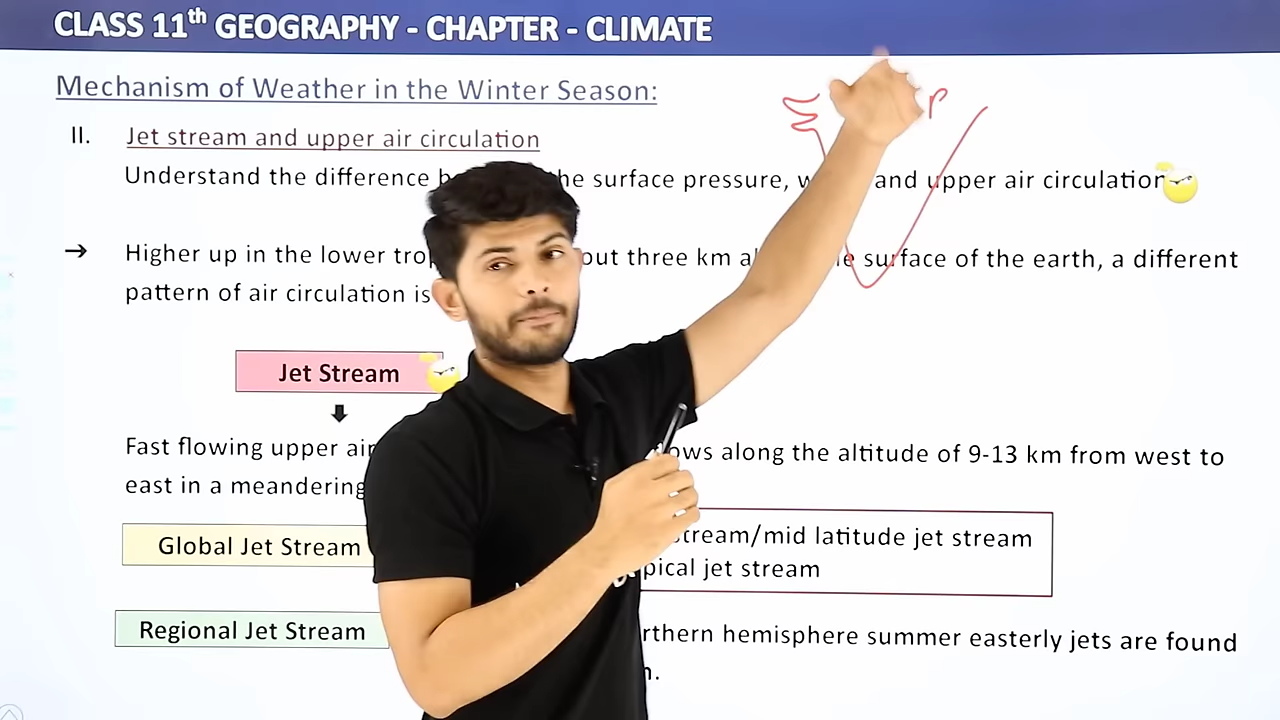 CLASS 11th GEOGRAPHY - CHAPTER - CLIMATE
Mechanism of Weather in the Winter Season:
II. Jet stream and upper air circulation
Understand the difference he surface pressure, and upper air circulation
→ Higher up in the lower out three km surface of the earth, a different
pattern of air circulation is
Jet Stream
Fast flowing upper air ows along the altitude of 9-13 km from west to
east in a meandering
Global Jet Stream
stream/mid latitude jet stream
pical jet stream
Regional Jet Stream
rthern hemisphere summer easterly jets are found